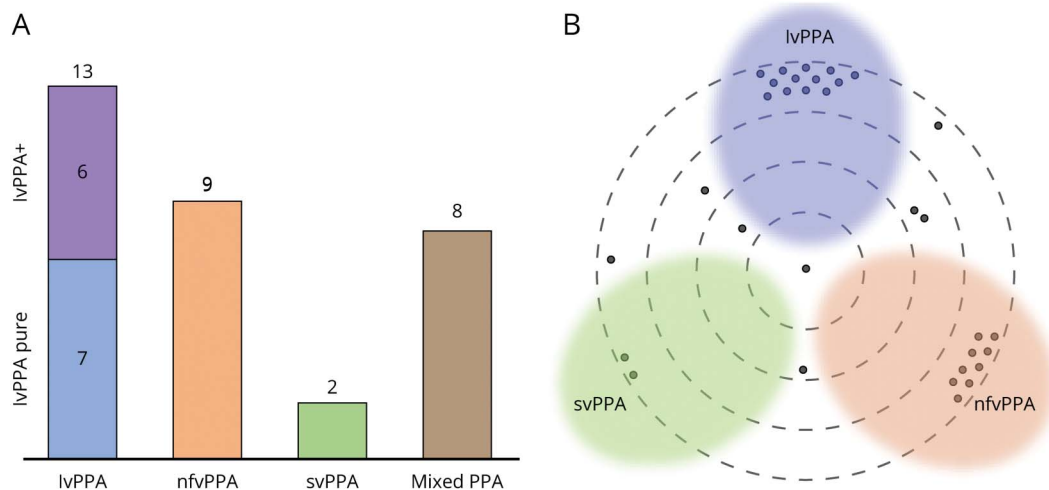 A
13
lvPPA+
6
9
8
lvPPA pure
7
2
lvPPA
nfvPPA
svPPA
Mixed PPA
B
lvPPA
svPPA
nfvPPA